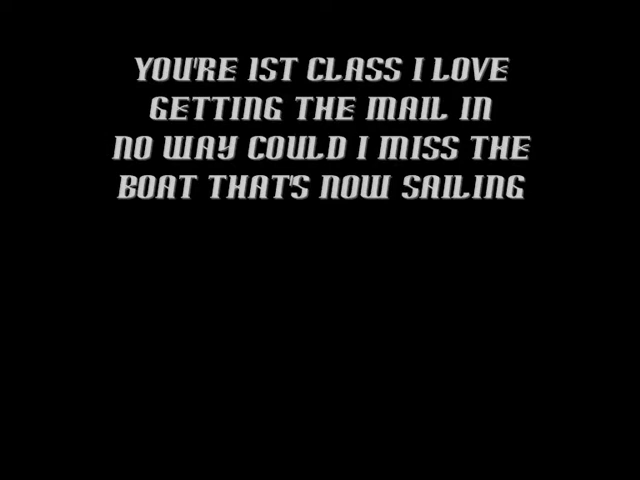 YOU'RE 1ST CLASS I LOVE
GETTING THE MAIL IN
NO WAY COULD I MISS THE
BOAT THAT'S NOW SAILING